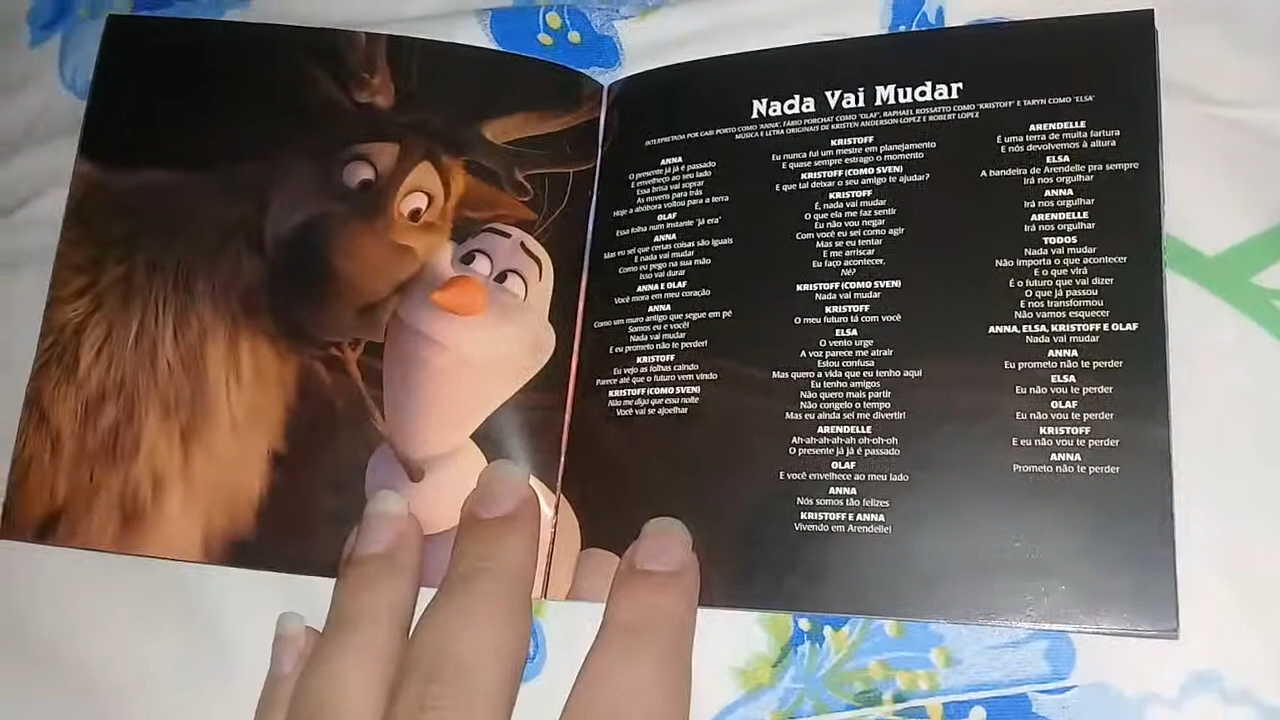 Nada Vai Mudar
INTERPRETADA POR GABI PORTO COMO "ANNA", FÁBIO PORCHAT COMO "OLAF", RAPHAEL ROSSATTO COMO "KRISTOFF" E TARYN COMO "ELSA"
MÚSICA E LETRA ORIGINAIS DE KRISTEN ANDERSON-LOPEZ E ROBERT LOPEZ
ANNA
O presente já já é passado
E envelheço ao seu lado
Essa brisa vai soprar
As nuvens para trás
Hoje a abóbora voltou para a terra
OLAF
Essa folha num instante "já era"
ANNA
Mas eu sei que certas coisas são iguais
E nada vai mudar
Como eu pego na sua mão
Isso vai durar
ANNA E OLAF
Você mora em meu coração
ANNA
Como um muro antigo que segue em pé
Somos eu e você!
Nada vai mudar
E eu prometo não te perder!
KRISTOFF
Eu vejo as folhas caindo
Parece até que o futuro vem vindo
KRISTOFF (COMO SVEN)
Não me diga que essa noite
Você vai se ajoelhar
KRISTOFF
Eu nunca fui um mestre em planejamento
E quase sempre estrago o momento
KRISTOFF (COMO SVEN)
E que tal deixar o seu amigo te ajudar?
KRISTOFF
É, nada vai mudar
O que ela me faz sentir
Eu não vou negar
Com você eu sei como agir
Mas se eu tentar
E me arriscar
Eu faço acontecer,
Né?
KRISTOFF (COMO SVEN)
Nada vai mudar
KRISTOFF
O meu futuro tá com você
ELSA
O vento urge
A voz parece me atrair
Estou confusa
Mas quero a vida que eu tenho aqui
Eu tenho amigos
Não quero mais partir
Não congelo o tempo
Mas eu ainda sei me divertir!
ARENDELLE
Ah-ah-ah-ah-ah oh-oh-oh
O presente já já é passado
OLAF
E você envelhece ao meu lado
ANNA
Nós somos tão felizes
KRISTOFF E ANNA
Vivendo em Arendelle!
ARENDELLE
É uma terra de muita fartura
E nós devolvemos à altura
ELSA
A bandeira de Arendelle pra sempre
Irá nos orgulhar
ANNA
Irá nos orgulhar
ARENDELLE
Irá nos orgulhar
TODOS
Nada vai mudar
Não importa o que acontecer
E o que virá
É o futuro que vai dizer
O que já passou
E nos transformou
Não vamos esquecer
ANNA, ELSA, KRISTOFF E OLAF
Nada vai mudar
ANNA
Eu prometo não te perder
ELSA
Eu não vou te perder
OLAF
Eu não vou te perder
KRISTOFF
E eu não vou te perder
ANNA
Prometo não te perder